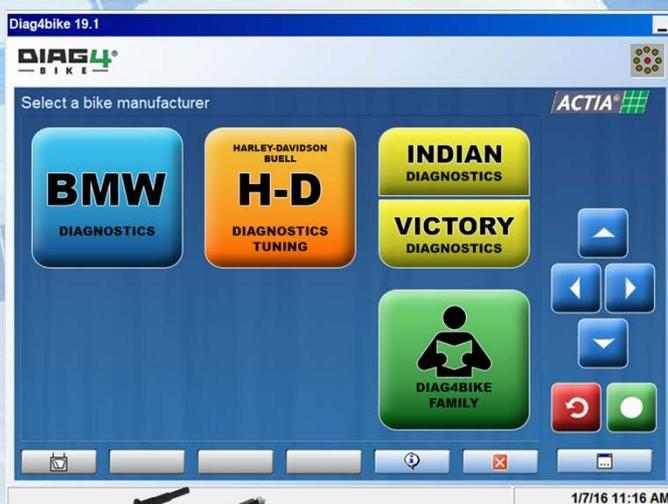 Diag4bike 19.1
DIAG4®
BIKE
Select a bike manufacturer
ACTIA®
BMW
DIAGNOSTICS
HARLEY-DAVIDSON
BUELL
H-D
DIAGNOSTICS
TUNING
INDIAN
DIAGNOSTICS
VICTORY
DIAGNOSTICS
DIAG4BIKE
FAMILY
1/7/16 11:16 AM